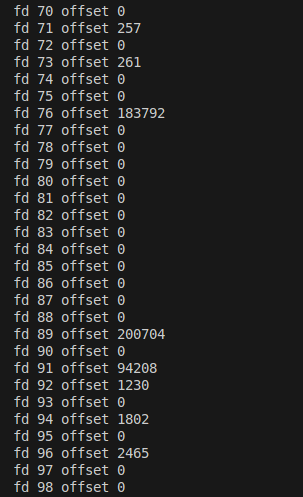 fd 70 offset 0
fd 71 offset 257
fd 72 offset 0
fd 73 offset 261
fd 74 offset 0
fd 75 offset 0
fd 76 offset 183792
fd 77 offset 0
fd 78 offset 0
fd 79 offset 0
fd 80 offset 0
fd 81 offset 0
fd 82 offset 0
fd 83 offset 0
fd 84 offset 0
fd 85 offset 0
fd 86 offset 0
fd 87 offset 0
fd 88 offset 0
fd 89 offset 200704
fd 90 offset 0
fd 91 offset 94208
fd 92 offset 1230
fd 93 offset 0
fd 94 offset 1802
fd 95 offset 0
fd 96 offset 2465
fd 97 offset 0
fd 98 offset 0